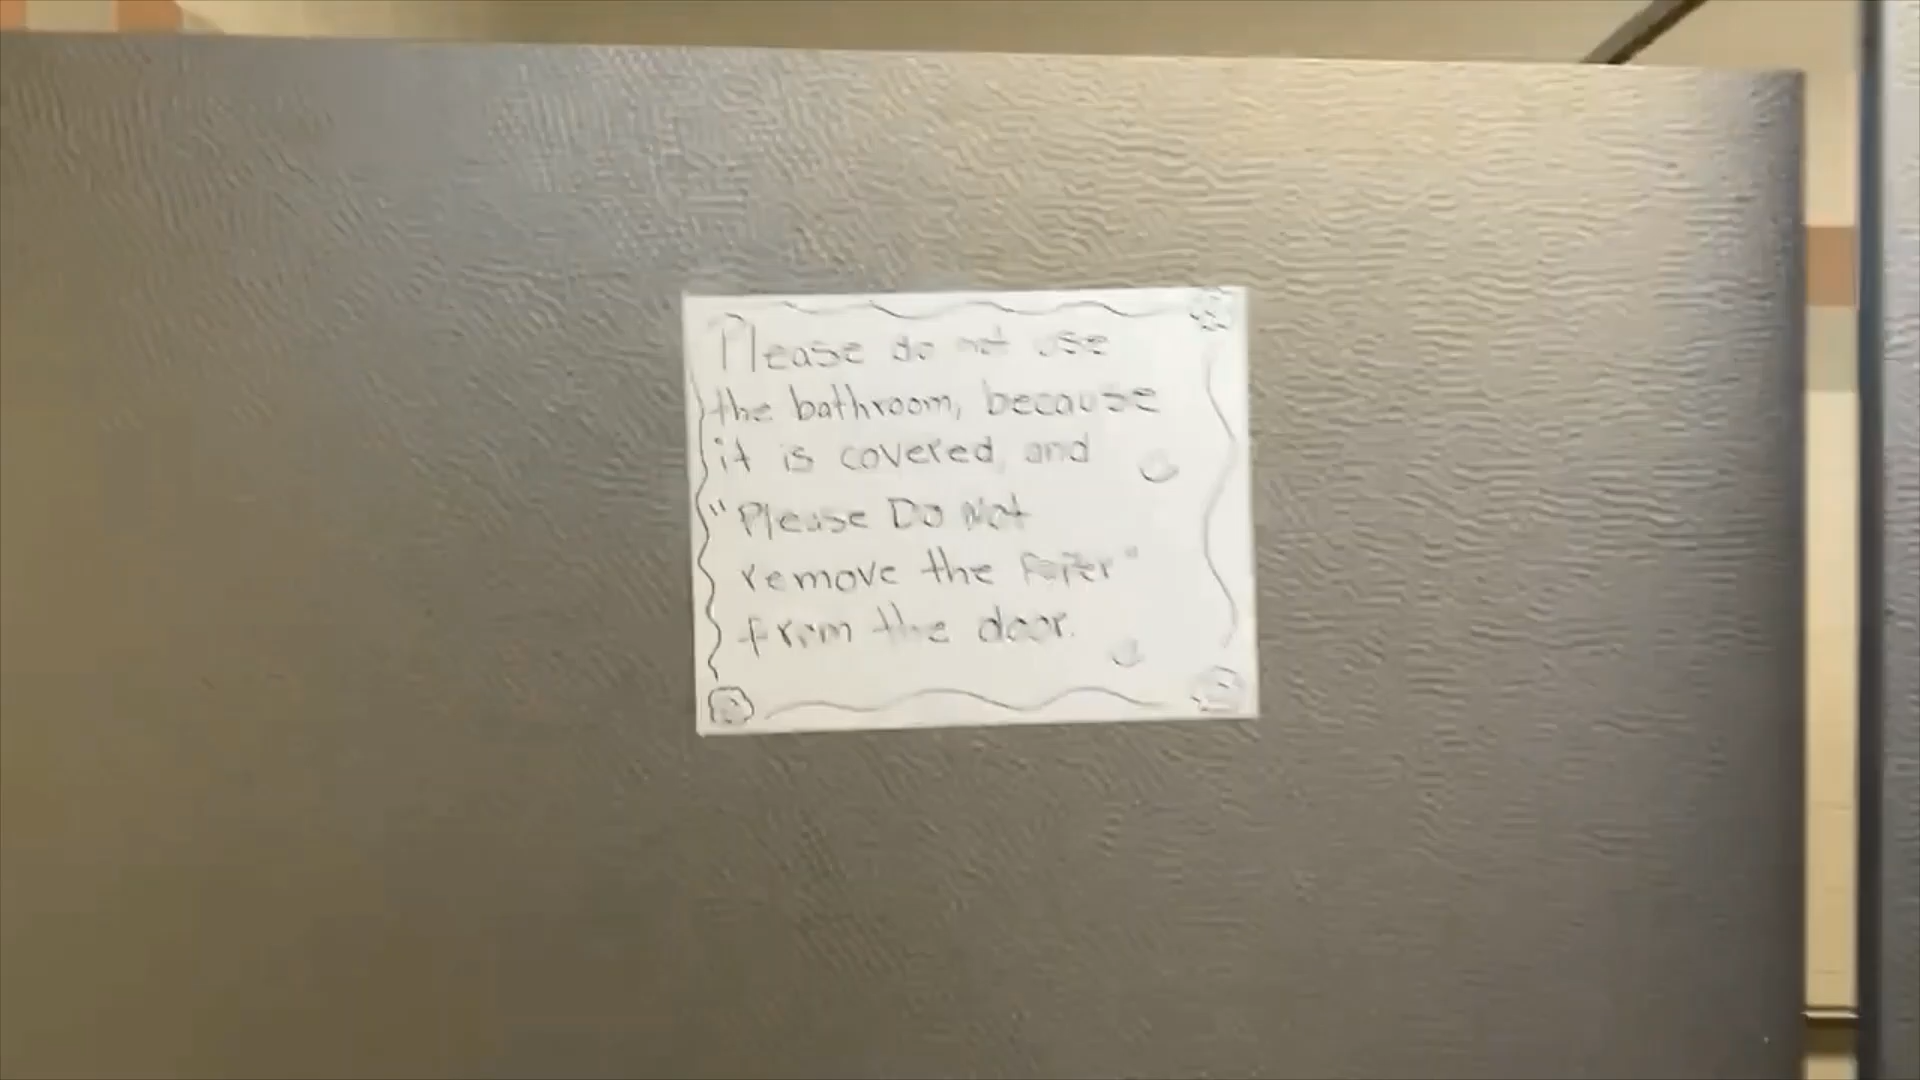 Please do not use
the bathroom, because
it is covered, and
"Please Do Not
remove the Paper"
from the door.